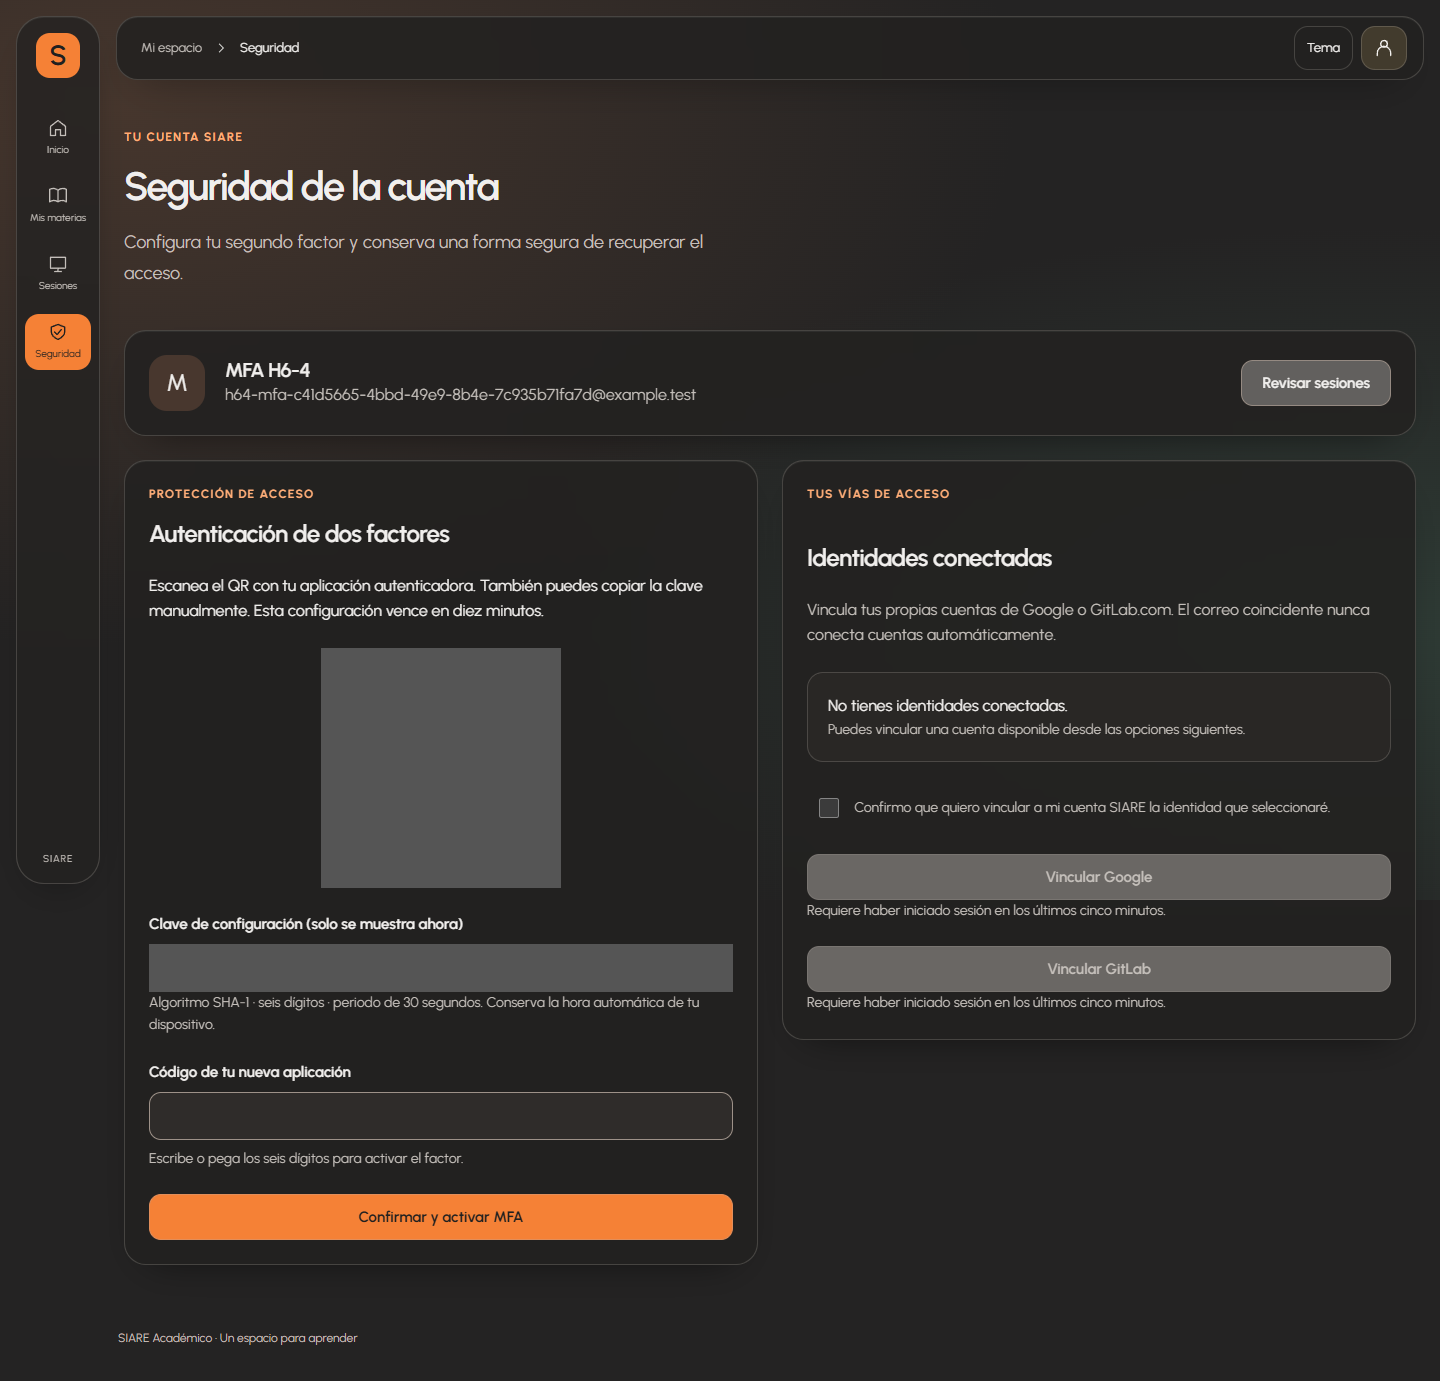 S
Inicio
Mis materias
Sesiones
Seguridad
SIARE
Mi espacio > Seguridad
Tema
TU CUENTA SIARE
Seguridad de la cuenta
Configura tu segundo factor y conserva una forma segura de recuperar el
acceso.
M
MFA H6-4
h64-mfa-c41d5665-4bbd-49e9-8b4e-7c935b71fa7d@example.test
Revisar sesiones
PROTECCIÓN DE ACCESO
Autenticación de dos factores
Escanea el QR con tu aplicación autenticadora. También puedes copiar la clave
manualmente. Esta configuración vence en diez minutos.
Clave de configuración (solo se muestra ahora)
Algoritmo SHA-1 · seis dígitos · periodo de 30 segundos. Conserva la hora automática de tu
dispositivo.
Código de tu nueva aplicación
Escribe o pega los seis dígitos para activar el factor.
Confirmar y activar MFA
TUS VÍAS DE ACCESO
Identidades conectadas
Vincula tus propias cuentas de Google o GitLab.com. El correo coincidente nunca
conecta cuentas automáticamente.
No tienes identidades conectadas.
Puedes vincular una cuenta disponible desde las opciones siguientes.
Confirmo que quiero vincular a mi cuenta SIARE la identidad que seleccionaré.
Vincular Google
Requiere haber iniciado sesión en los últimos cinco minutos.
Vincular GitLab
Requiere haber iniciado sesión en los últimos cinco minutos.
SIARE Académico · Un espacio para aprender